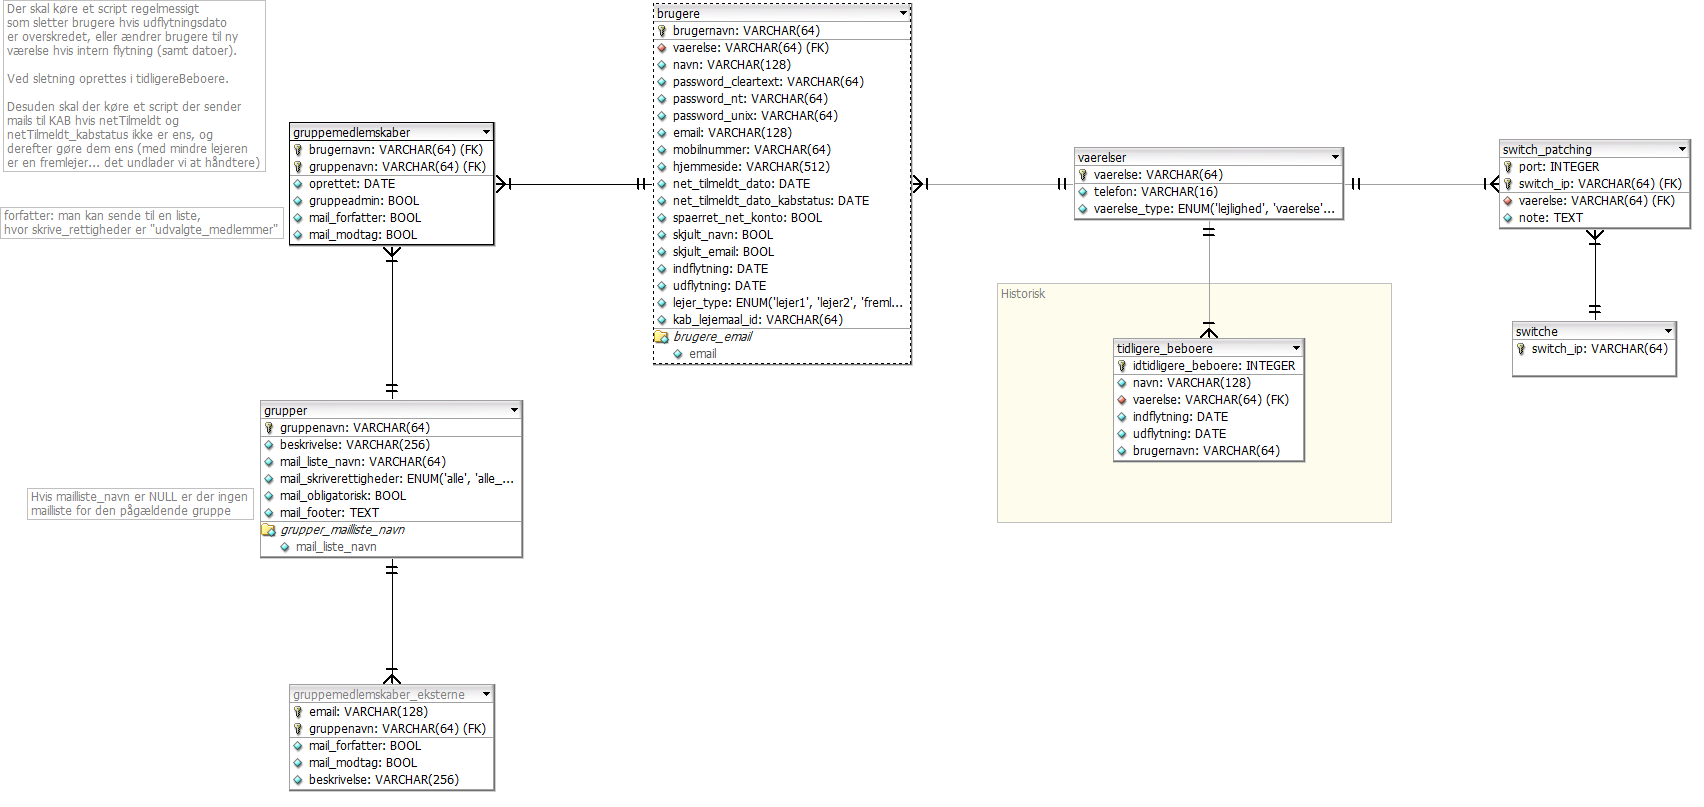 Der skal køre et script regelmessigt
som sletter brugere hvis udflytningsdato
er overskredet, eller ændrer brugere til ny
værelse hvis intern flytning (samt datoer).
Ved sletning oprettes i tidligereBeboere.
Desuden skal der køre et script der sender
mails til KAB hvis netTilmeldt og
netTilmeldt_kabstatus ikke er ens, og
derefter gøre dem ens (med mindre lejeren
er en fremlejer... det undlader vi at håndtere)
forfatter: man kan sende til en liste,
hvor skrive_rettigheder er "udvalgte_medlemmer"
gruppemedlemskaber
brugernavn: VARCHAR(64) (FK)
gruppenavn: VARCHAR(64) (FK)
oprettet: DATE
gruppeadmin: BOOL
mail_forfatter: BOOL
mail_modtag: BOOL
brugere
brugernavn: VARCHAR(64)
vaerelse: VARCHAR(64) (FK)
navn: VARCHAR(128)
password_cleartext: VARCHAR(64)
password_nt: VARCHAR(64)
password_unix: VARCHAR(64)
email: VARCHAR(128)
mobilnummer: VARCHAR(64)
hjemmeside: VARCHAR(512)
net_tilmeldt_dato: DATE
net_tilmeldt_dato_kabstatus: DATE
spaerret_net_konto: BOOL
skjult_navn: BOOL
skjult_email: BOOL
indflytning: DATE
udflytning: DATE
lejer_type: ENUM('lejer1', 'lejer2', 'freml...
kab_lejemaal_id: VARCHAR(64)
brugere_email
email
vaerelser
vaerelse: VARCHAR(64)
telefon: VARCHAR(16)
vaerelse_type: ENUM('lejlighed', 'vaerelse'...
switch_patching
port: INTEGER
switch_ip: VARCHAR(64) (FK)
vaerelse: VARCHAR(64) (FK)
note: TEXT
switche
switch_ip: VARCHAR(64)
Historisk
tidligere_beboere
idtidligere_beboere: INTEGER
navn: VARCHAR(128)
vaerelse: VARCHAR(64) (FK)
indflytning: DATE
udflytning: DATE
brugernavn: VARCHAR(64)
grupper
gruppenavn: VARCHAR(64)
beskrivelse: VARCHAR(256)
mail_liste_navn: VARCHAR(64)
mail_skriverettigheder: ENUM('alle', 'alle_...
mail_obligatorisk: BOOL
mail_footer: TEXT
grupper_mailliste_navn
mail_liste_navn
Hvis mailliste_navn er NULL er der ingen
mailliste for den pågældende gruppe
gruppemedlemskaber_eksterne
email: VARCHAR(128)
gruppenavn: VARCHAR(64) (FK)
mail_forfatter: BOOL
mail_modtag: BOOL
beskrivelse: VARCHAR(256)